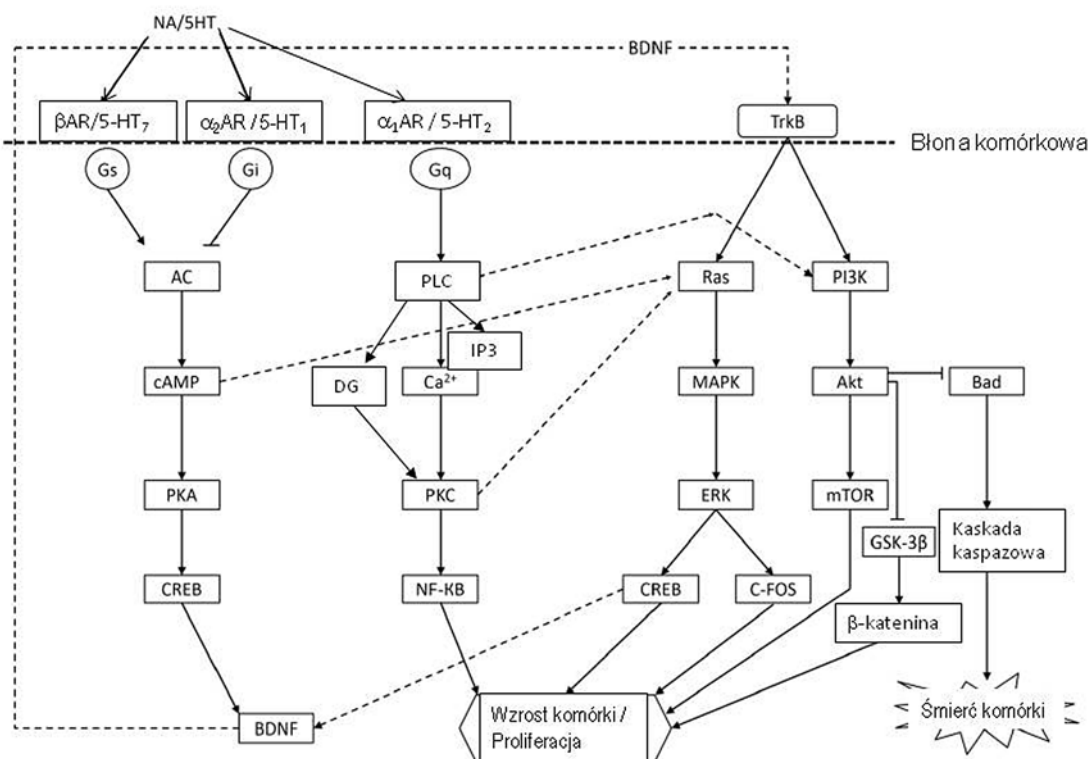 NA/5HT
BDNF
βAR/5-HT₇
α₂AR / 5-HT₁
α₁AR / 5-HT₂
TrkB
Błona komórkowa
Gs
Gi
Gq
AC
PLC
Ras
PI3K
IP3
cAMP
DG
Ca²⁺
MAPK
Akt
Bad
PKA
PKC
ERK
mTOR
GSK-3β
Kaskada
kaspazowa
CREB
NF-KB
CREB
C-FOS
β-katenina
BDNF
Wzrost komórki /
Proliferacja
Śmierć komórki